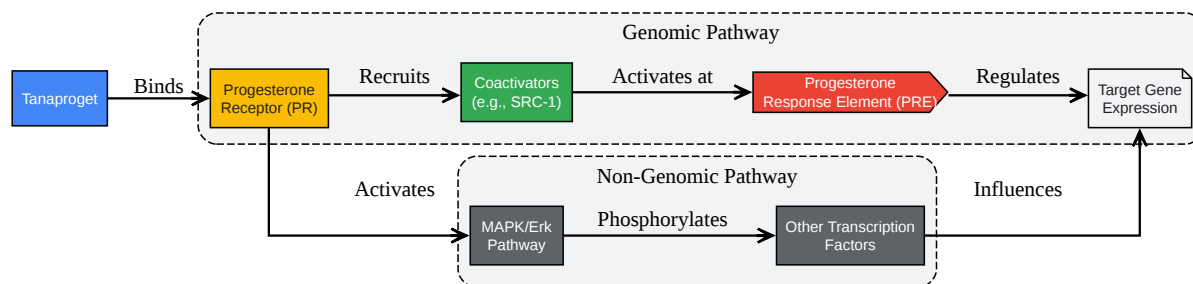 Genomic Pathway
Tanaproget
Binds
Progesterone
Receptor (PR)
Recruits
Coactivators
(e.g., SRC-1)
Activates at
Progesterone
Response Element (PRE)
Regulates
Target Gene
Expression
Activates
Non-Genomic Pathway
MAPK/Erk
Pathway
Phosphorylates
Other Transcription
Factors
Influences